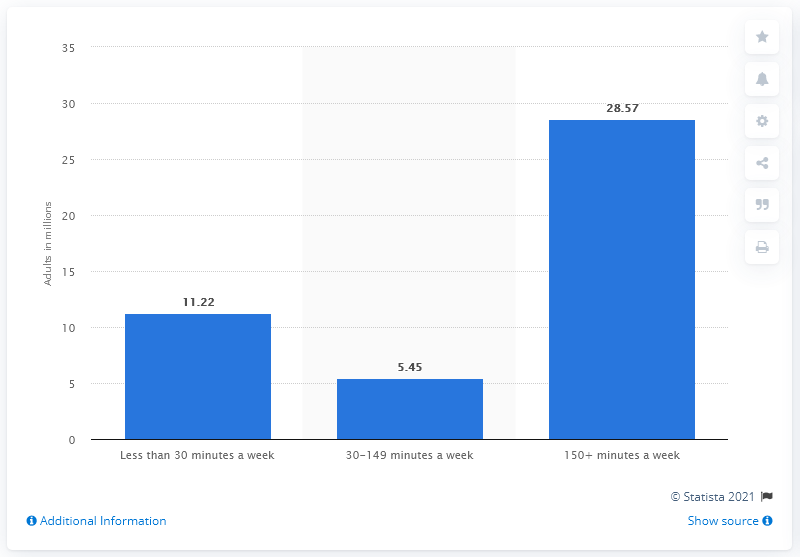 35
30
25
20
15
10
5
0
Adults in millions
11.22
5.45
28.57
Less than 30 minutes a week
30-149 minutes a week
150+ minutes a week
© Statista 2021
Additional Information
Show source